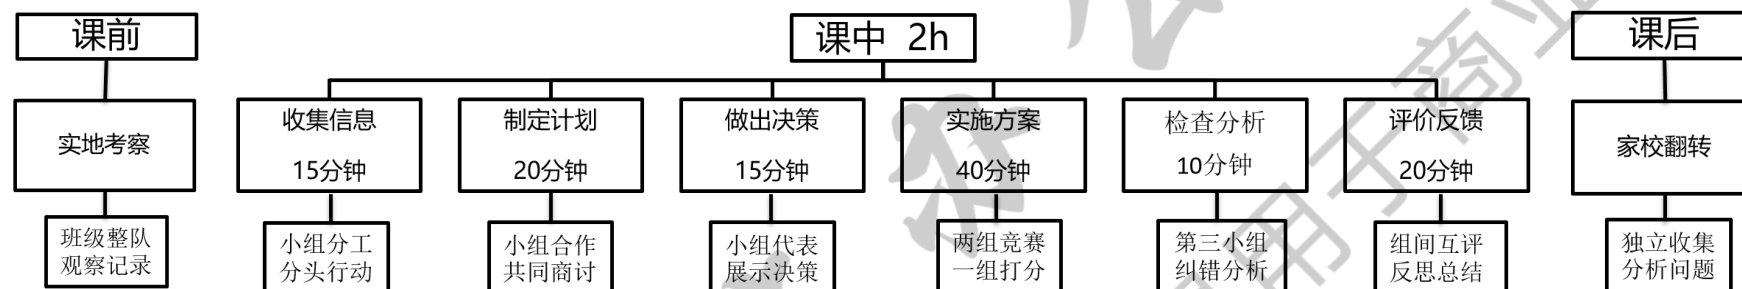 课前
课中 2h
课后
实地考察
收集信息
15分钟
制定计划
20分钟
做出决策
15分钟
实施方案
40分钟
检查分析
10分钟
评价反馈
20分钟
家校翻转
班级整队
观察记录
小组分工
分头行动
小组合作
共同商讨
小组代表
展示决策
两组竞赛
一组打分
第三小组
纠错分析
组间互评
反思总结
独立收集
分析问题
用于商业